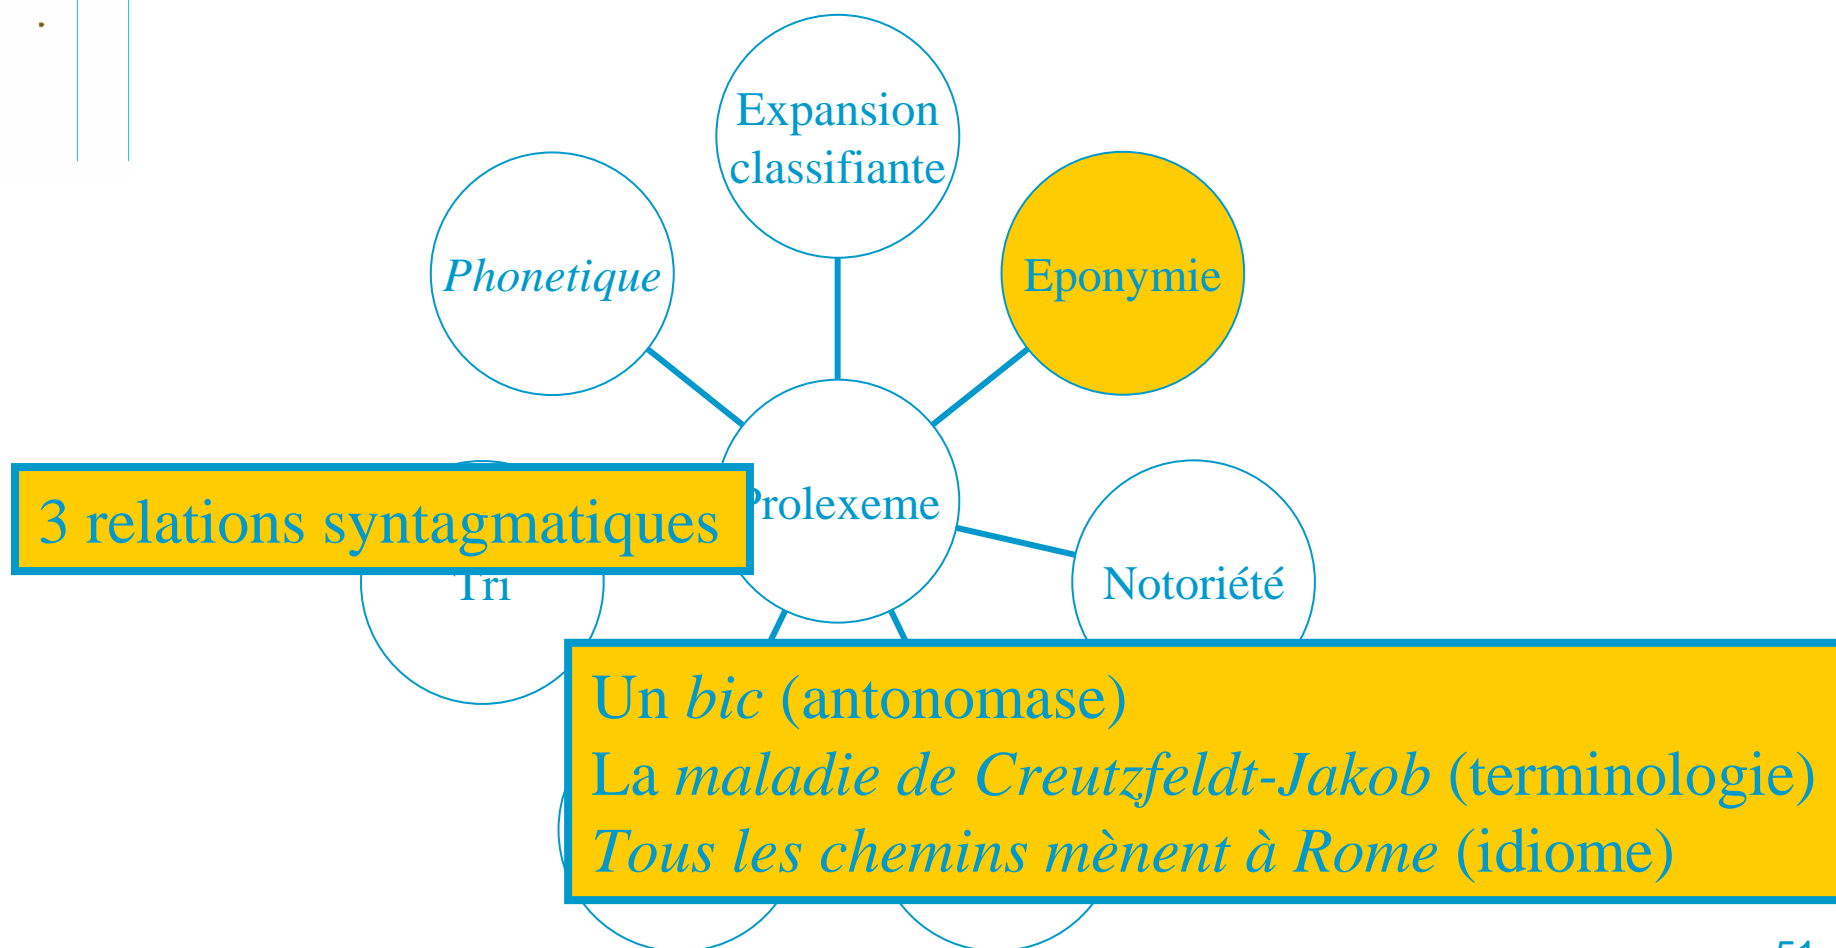 Expansion
classifiante
Phonetique
Eponymie
3 relations syntagmatiques
Prolexeme
Tri
Notoriété
Un bic (antonomase)
La maladie de Creutzfeldt-Jakob (terminologie)
Tous les chemins mènent à Rome (idiome)
51